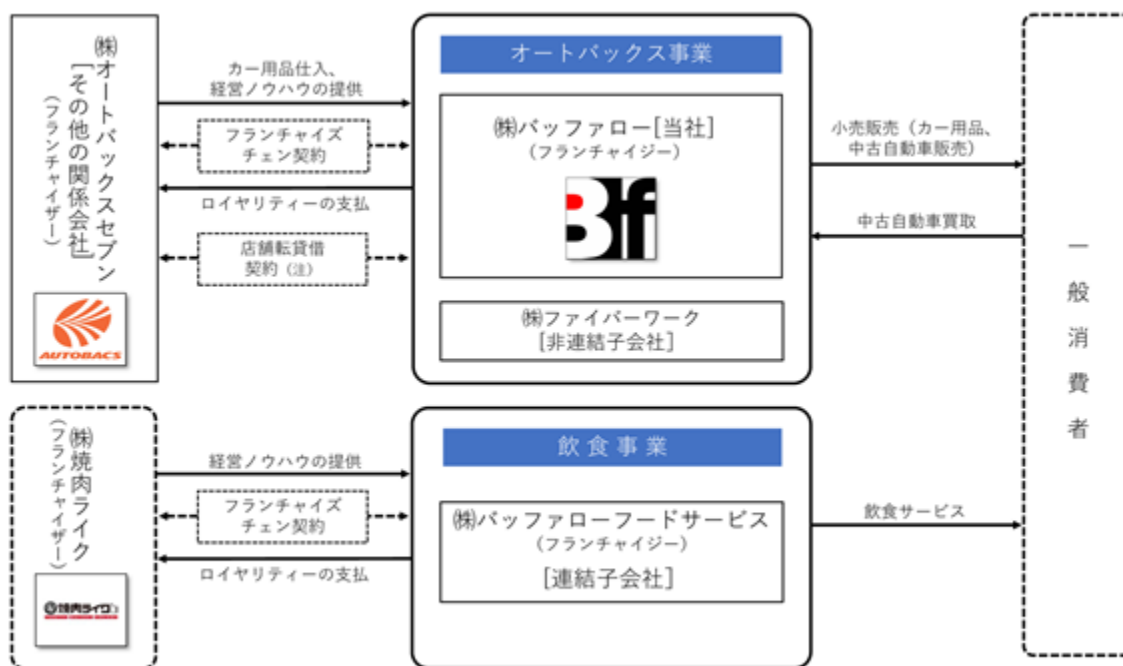 ㈱オートバックスセブン
[その他の関係会社]
(フランチャイザー)
AUTOBACS
カー用品仕入、
経営ノウハウの提供
フランチャイズ
チェン契約
ロイヤリティーの支払
店舗転貸借
契約（注）
オートバックス事業
㈱バッファロー[当社]
(フランチャイジー)
Bf
㈱ファイバーワーク
[非連結子会社]
小売販売（カー用品、
中古自動車販売）
中古自動車買取
一般消費者
㈱焼肉ライク
(フランチャイザー)
焼肉ライク
経営ノウハウの提供
フランチャイズ
チェン契約
ロイヤリティーの支払
飲食事業
㈱バッファローフードサービス
(フランチャイジー)
[連結子会社]
飲食サービス